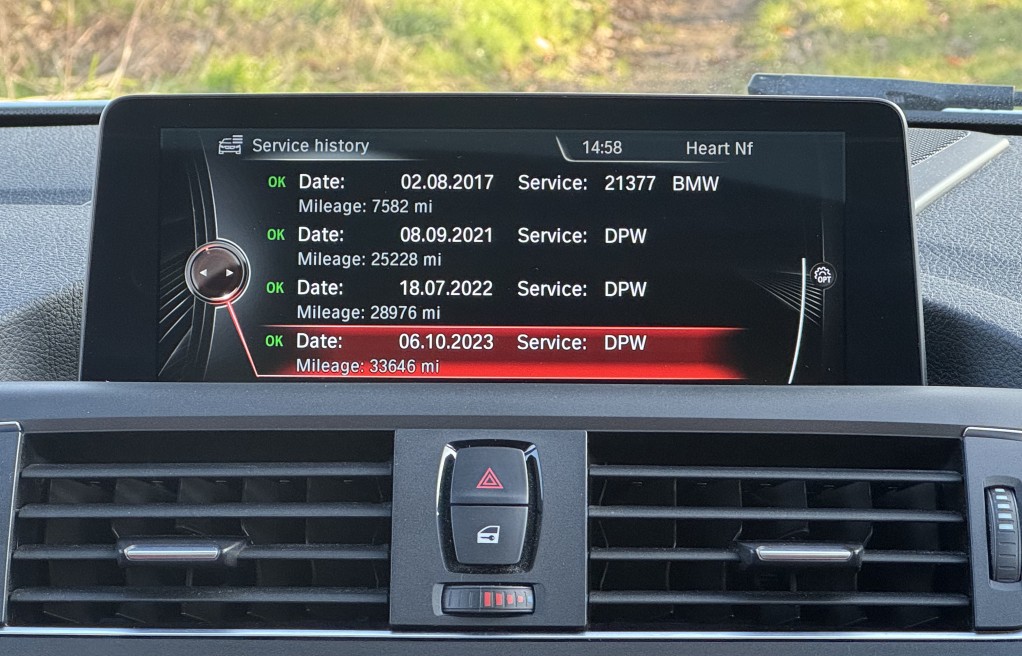 Service history 14:58 Heart Nf
OK Date: 02.08.2017 Service: 21377 BMW
Mileage: 7582 mi
OK Date: 08.09.2021 Service: DPW
Mileage: 25228 mi
OPT
OK Date: 18.07.2022 Service: DPW
Mileage: 28976 mi
OK Date: 06.10.2023 Service: DPW
Mileage: 33646 mi